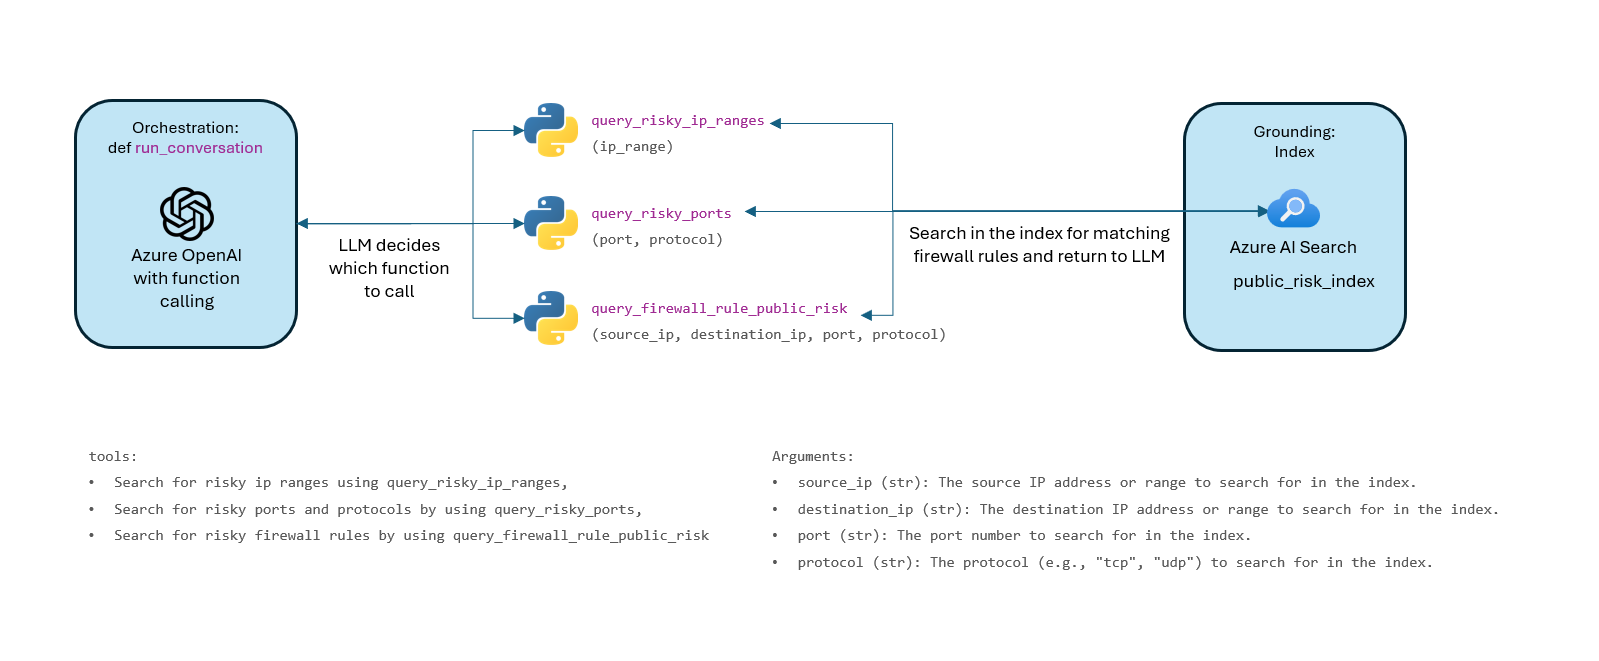 Orchestration:
def run_conversation
Azure OpenAI
with function
calling
LLM decides
which function
to call
query_risky_ip_ranges
(ip_range)
query_risky_ports
(port, protocol)
query_firewall_rule_public_risk
(source_ip, destination_ip, port, protocol)
Search in the index for matching
firewall rules and return to LLM
Grounding:
Index
Azure AI Search
public_risk_index
tools:
• Search for risky ip ranges using query_risky_ip_ranges,
• Search for risky ports and protocols by using query_risky_ports,
• Search for risky firewall rules by using query_firewall_rule_public_risk
Arguments:
• source_ip (str): The source IP address or range to search for in the index.
• destination_ip (str): The destination IP address or range to search for in the index.
• port (str): The port number to search for in the index.
• protocol (str): The protocol (e.g., "tcp", "udp") to search for in the index.